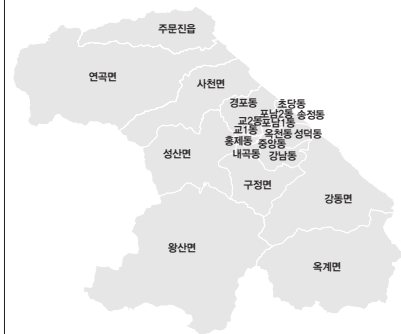 주문진읍
연곡면
사천면
경포동
초당동
포남2동 송정동
교2동 포남1동
교1동 옥천동 성덕동
홍제동 중앙동
내곡동 강남동
성산면
구정면
강동면
왕산면
옥계면